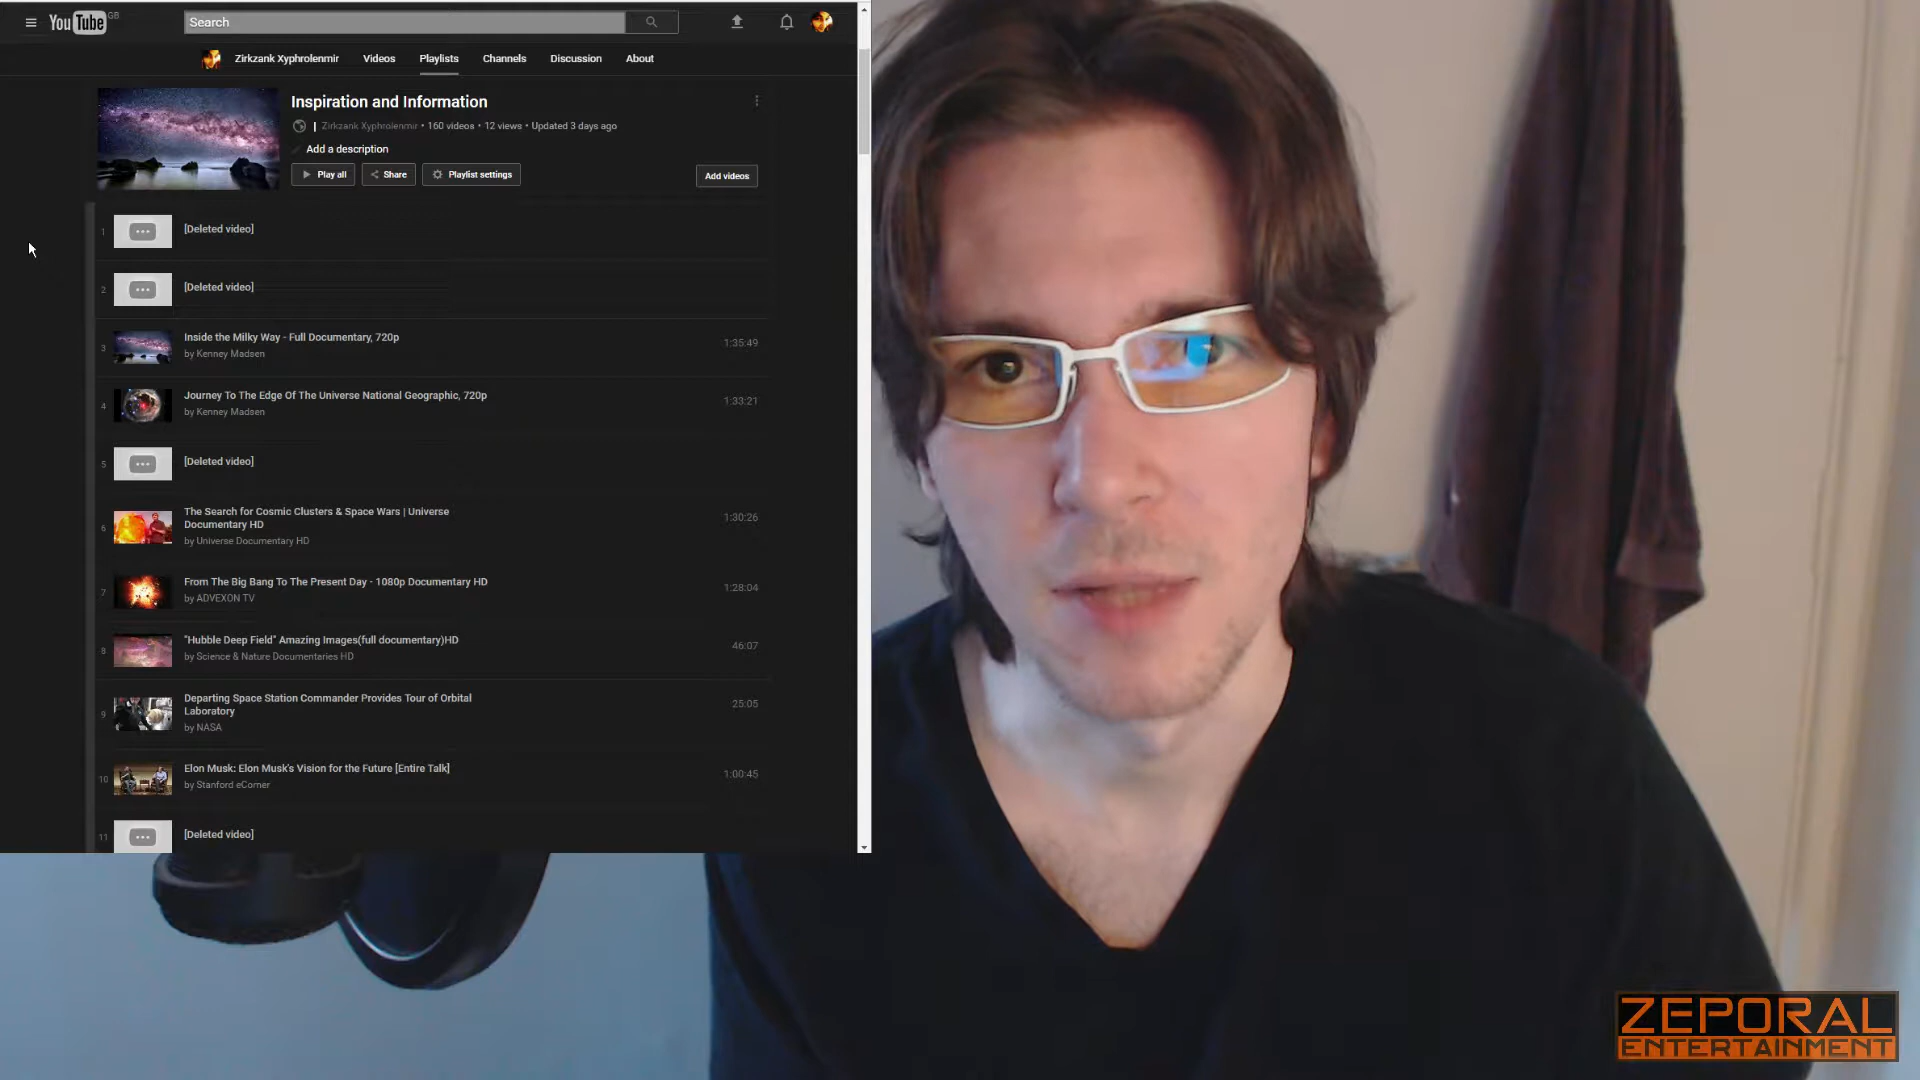 YouTube GB
Search
Zirkzank Xyphrolenmir Videos Playlists Channels Discussion About
Inspiration and Information
Zirkzank Xyphrolenmir • 160 videos • 12 views • Updated 3 days ago
Add a description
Play all Share Playlist settings Add videos
1 [Deleted video]
2 [Deleted video]
3 Inside the Milky Way - Full Documentary, 720p 1:35:49
by Kenney Madsen
4 Journey To The Edge Of The Universe National Geographic, 720p 1:33:21
by Kenney Madsen
5 [Deleted video]
6 The Search for Cosmic Clusters & Space Wars | Universe 1:30:26
Documentary HD
by Universe Documentary HD
7 From The Big Bang To The Present Day - 1080p Documentary HD 1:28:04
by ADVEXON TV
8 "Hubble Deep Field" Amazing Images(full documentary)HD 46:07
by Science & Nature Documentaries HD
9 Departing Space Station Commander Provides Tour of Orbital 25:05
Laboratory
by NASA
10 Elon Musk: Elon Musk's Vision for the Future [Entire Talk] 1:00:45
by Stanford eCorner
11 [Deleted video]
ZEPORAL
ENTERTAINMENT